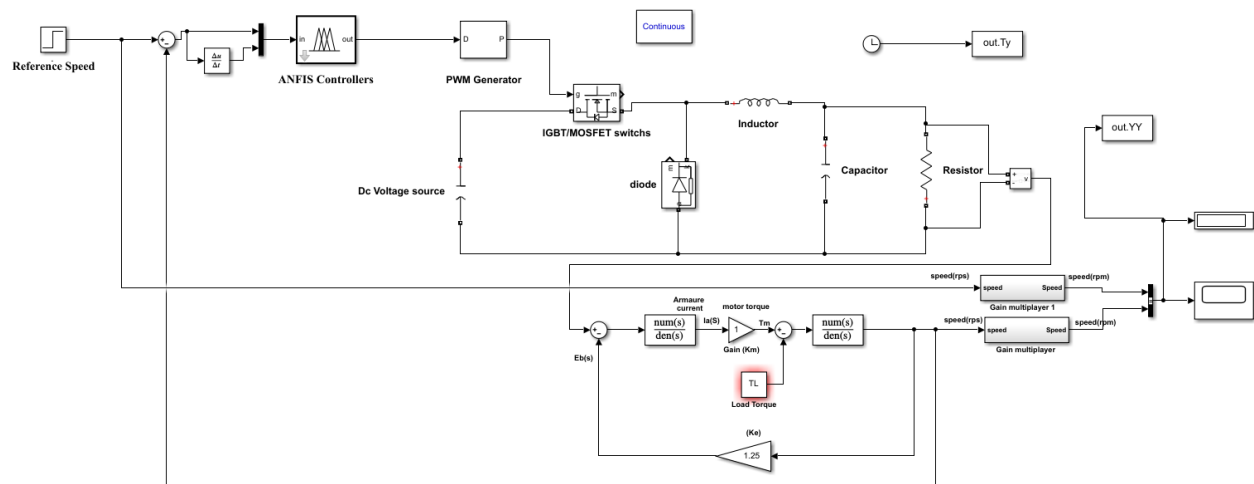 Continuous
out.Ty
Reference Speed
+
-
Δu
Δt
in
out
ANFIS Controllers
D
P
PWM Generator
g
m
D
S
IGBT/MOSFET switchs
+
Inductor
out.YY
+
Dc Voltage source
diode
+
Capacitor
Resistor
+
+
-
v
speed(rps)
speed
Speed
speed(rpm)
Gain multiplayer 1
Armaure
current
motor torque
+
-
num(s)
den(s)
Ia(S)
1
Tm
+
-
num(s)
den(s)
speed(rps)
speed
Speed
speed(rpm)
Gain multiplayer
Gain (Km)
Eb(s)
TL
Load Torque
(Ke)
1.25